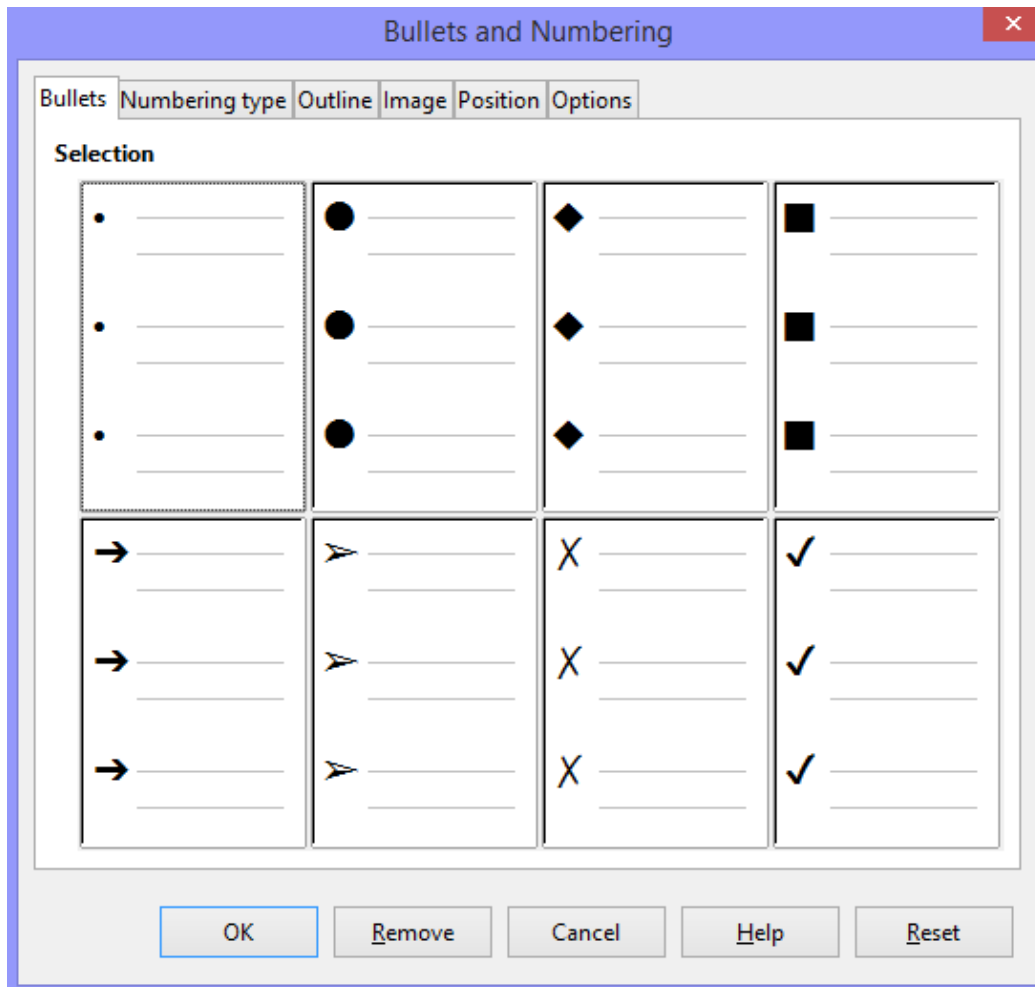 Bullets and Numbering
Bullets Numbering type Outline Image Position Options
Selection
OK Remove Cancel Help Reset